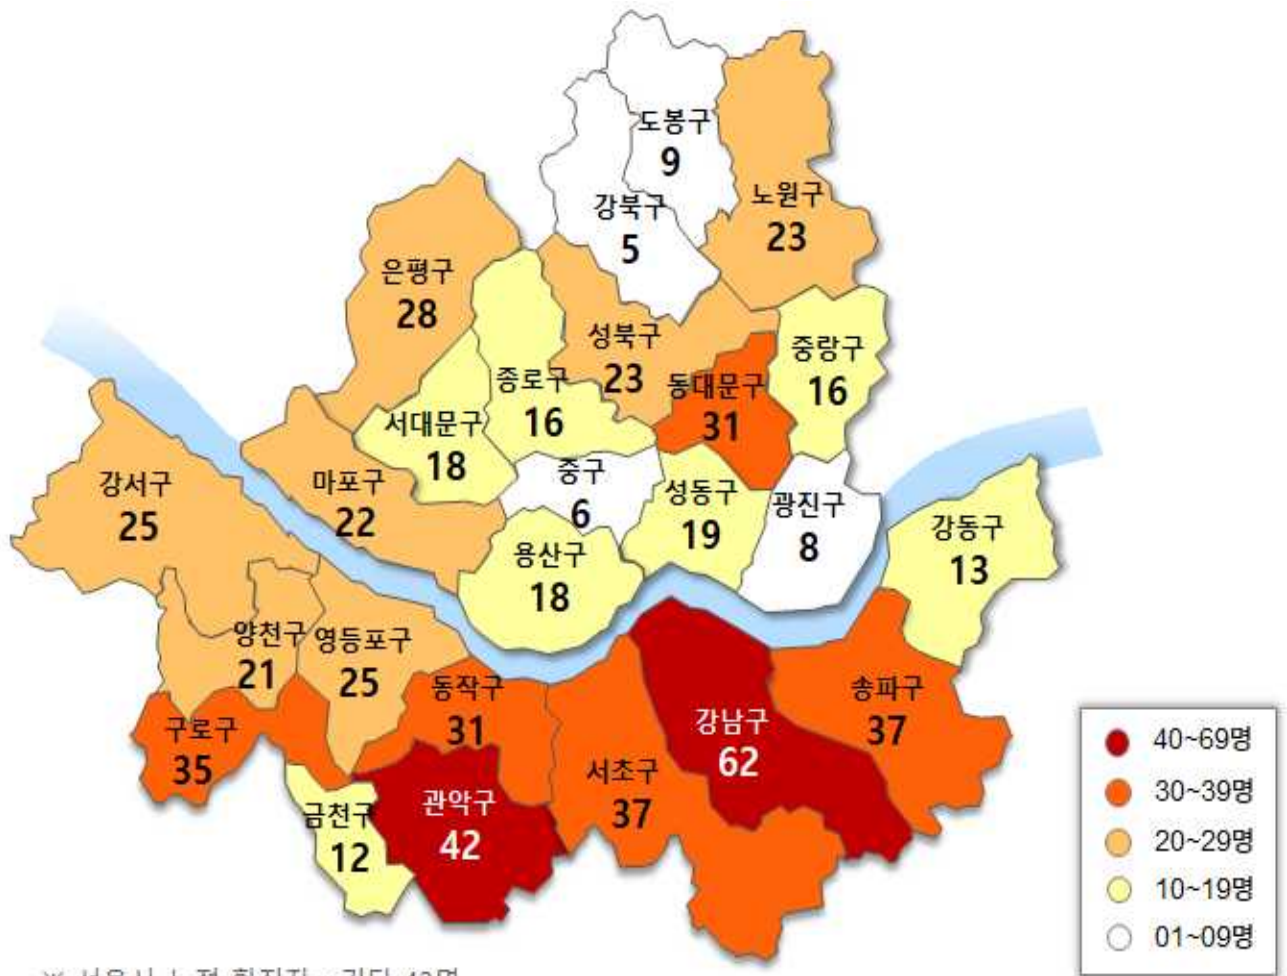 도봉구
9
강북구
5
노원구
23
은평구
28
성북구
23
중랑구
16
종로구
16
동대문구
31
서대문구
18
중구
6
강서구
25
마포구
22
성동구
19
광진구
8
강동구
13
용산구
18
양천구
21
영등포구
25
동작구
31
송파구
37
구로구
35
강남구
62
서초구
37
관악구
42
금천구
12
40~69명
30~39명
20~29명
10~19명
01~09명